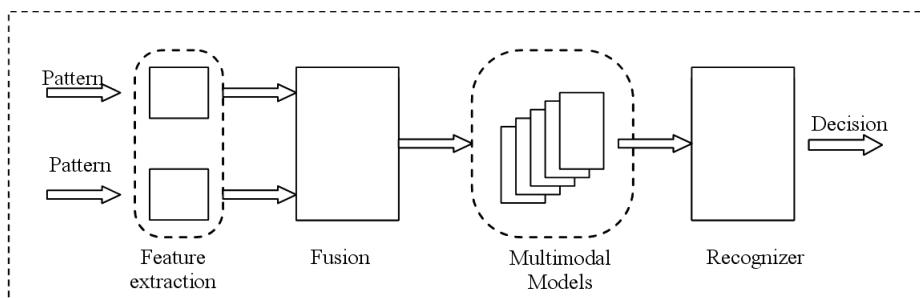 Pattern
Pattern
Decision
Feature
extraction
Fusion
Multimodal
Models
Recognizer